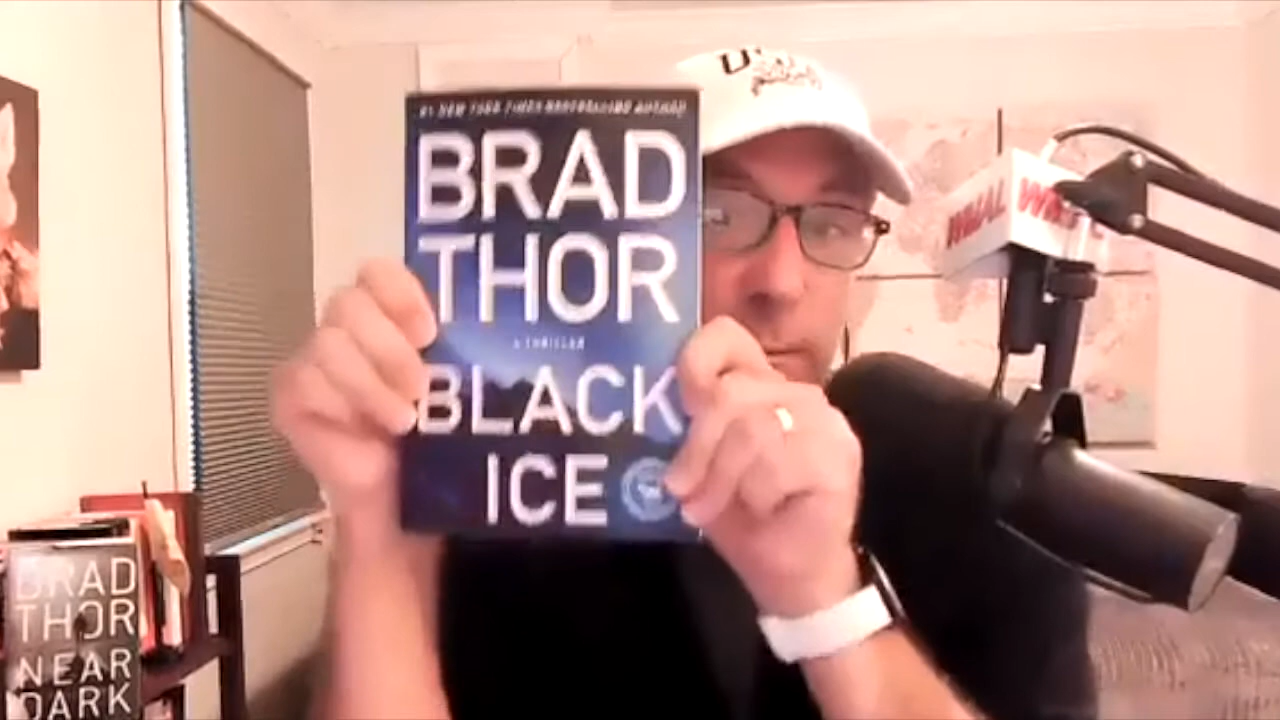 #1 NEW YORK TIMES BESTSELLING AUTHOR
BRAD
THOR
A THRILLER
BLACK
ICE
WMAL
BRAD
THOR
NEAR
DARK